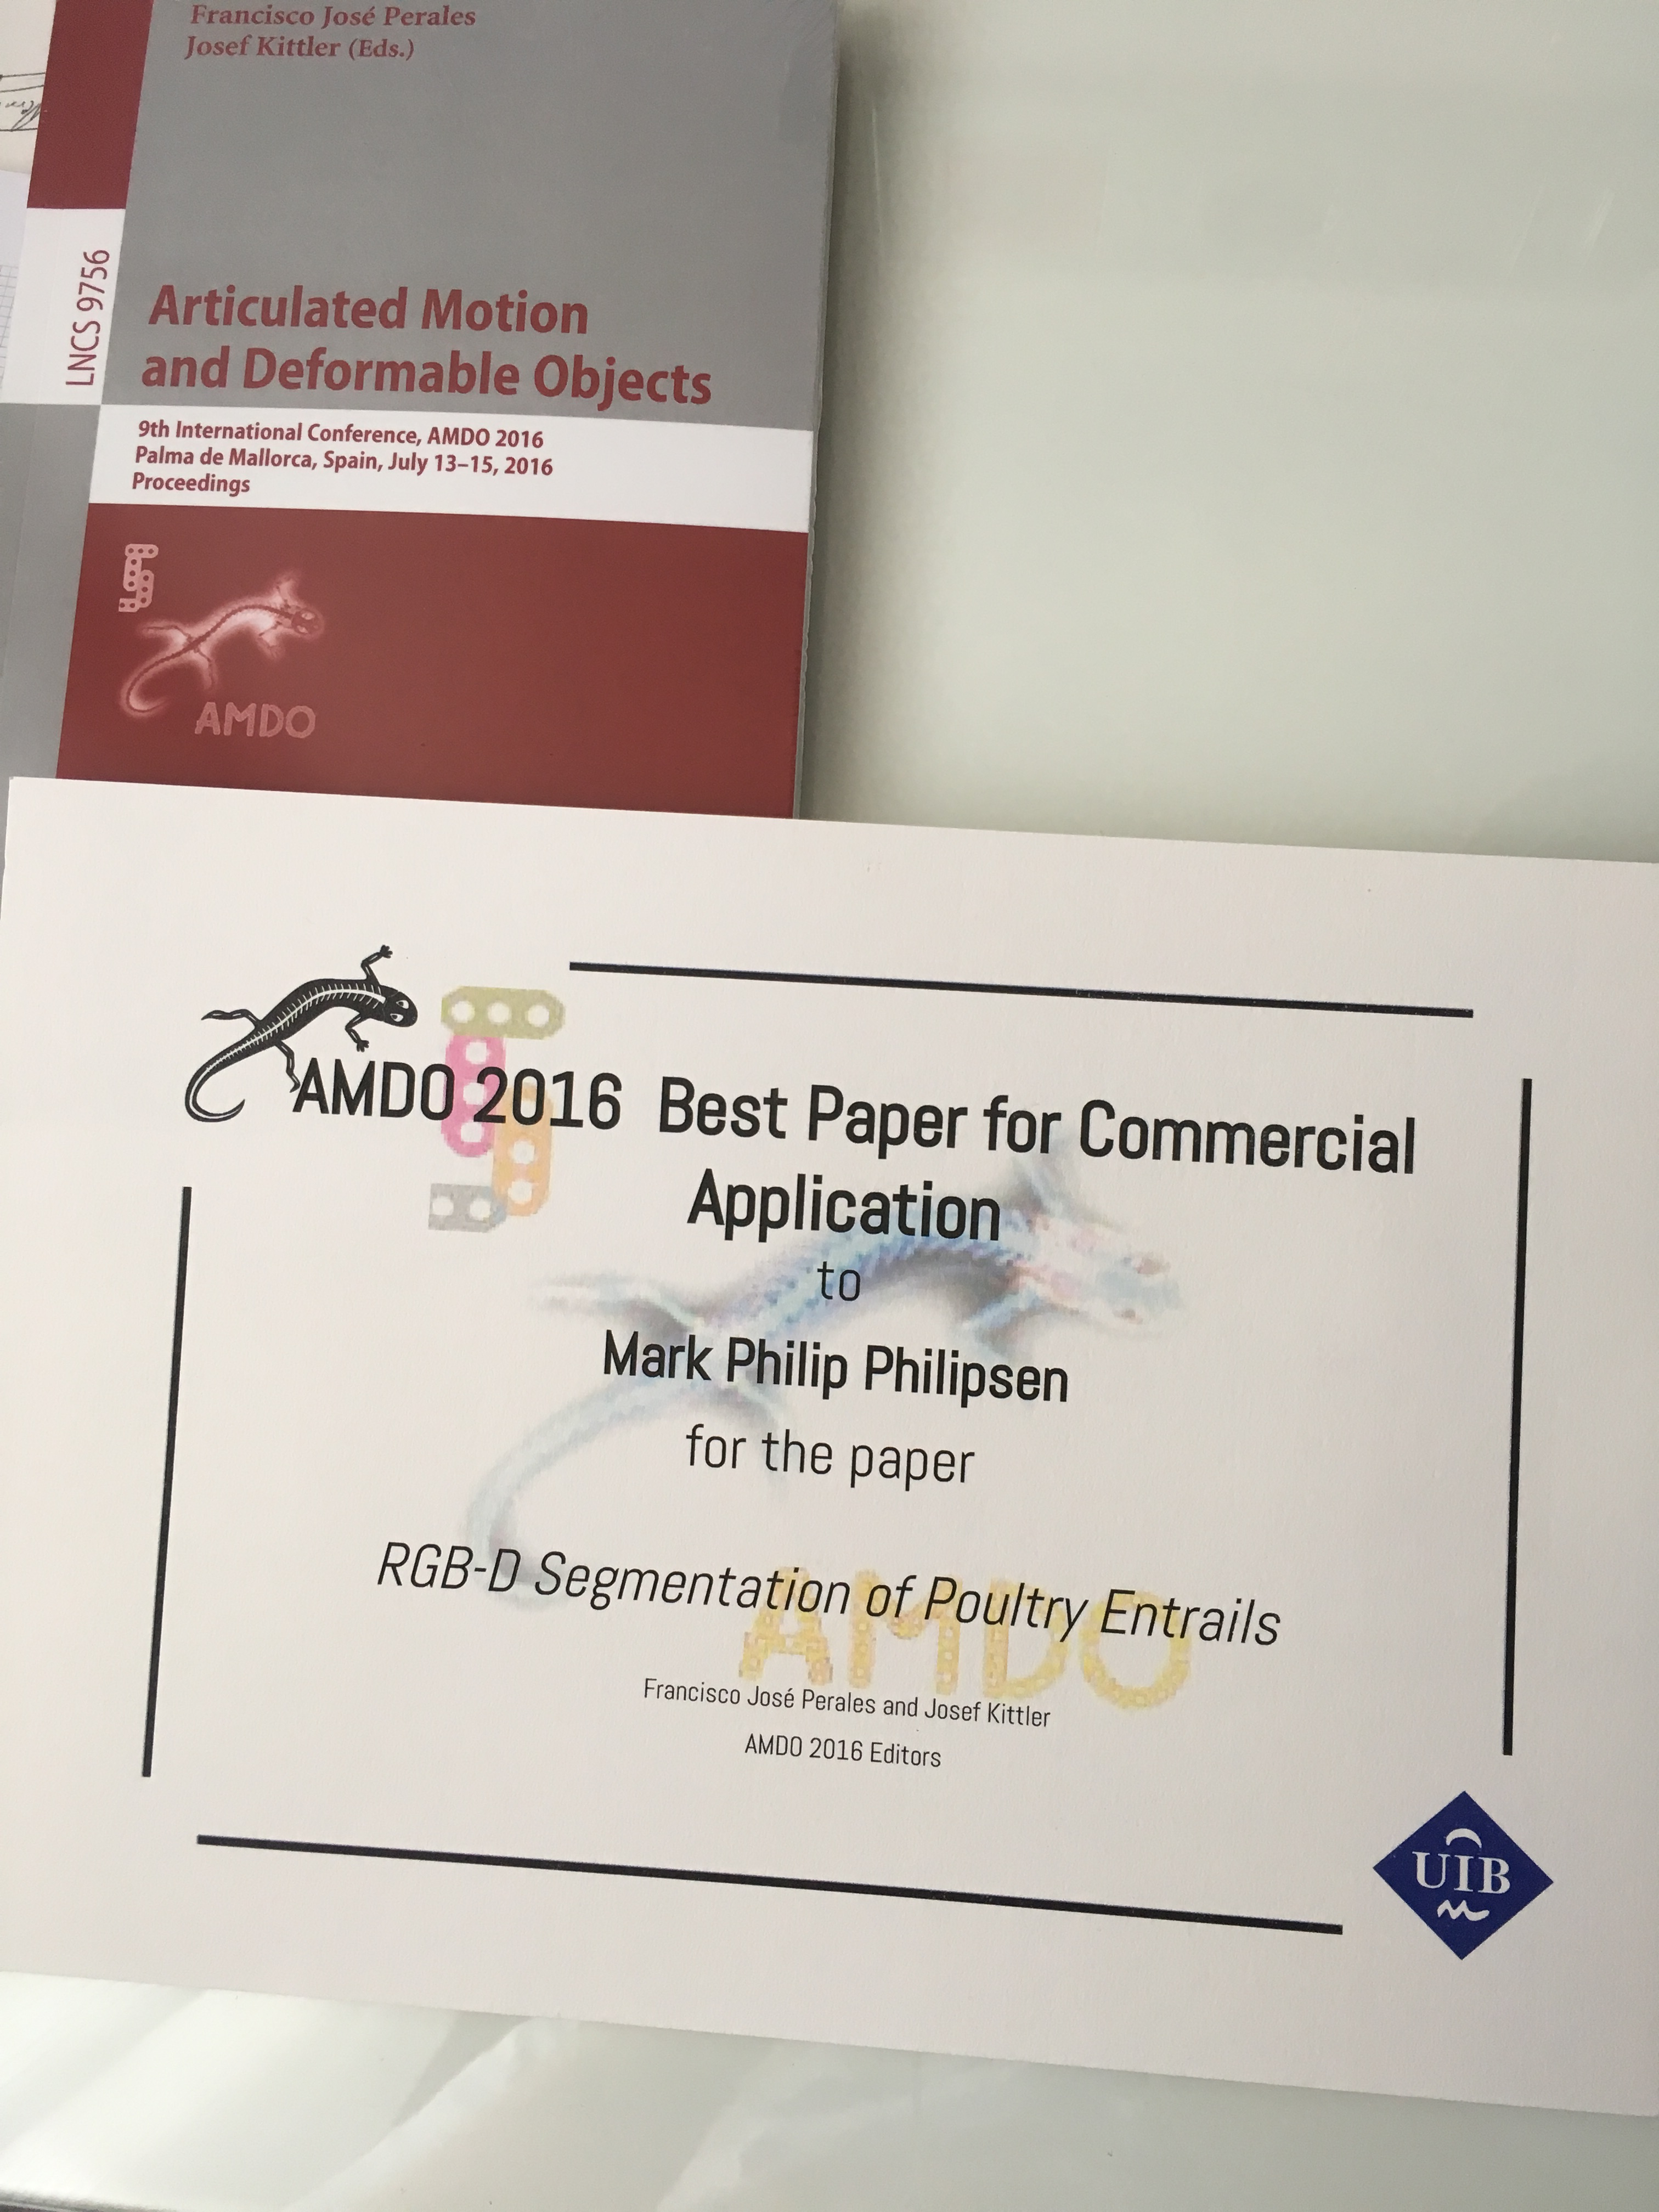 Francisco José Perales
Josef Kittler (Eds.)
LNCS 9756
Articulated Motion
and Deformable Objects
9th International Conference, AMDO 2016
Palma de Mallorca, Spain, July 13–15, 2016
Proceedings
AMDO
AMDO 2016 Best Paper for Commercial
Application
to
Mark Philip Philipsen
for the paper
RGB-D Segmentation of Poultry Entrails
AMDO
Francisco José Perales and Josef Kittler
AMDO 2016 Editors
UIB